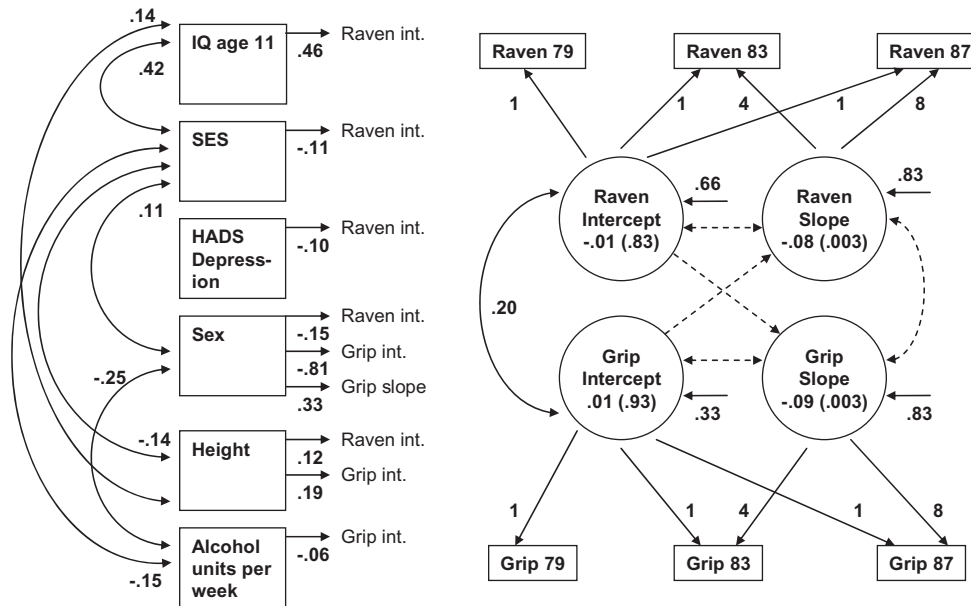 .14
IQ age 11
Raven int.
.46
.42
SES
Raven int.
-.11
.11
HADS
Depress-
ion
Raven int.
-.10
Sex
Raven int.
-.15
Grip int.
-.81
Grip slope
.33
-.25
-.14
Height
Raven int.
.12
Grip int.
.19
Alcohol
units per
week
Grip int.
-.06
-.15
Raven 79
Raven 83
Raven 87
1
1
4
1
8
Raven
Intercept
-.01 (.83)
.66
Raven
Slope
-.08 (.003)
.83
.20
Grip
Intercept
.01 (.93)
.33
Grip
Slope
-.09 (.003)
.83
1
1
4
1
8
Grip 79
Grip 83
Grip 87